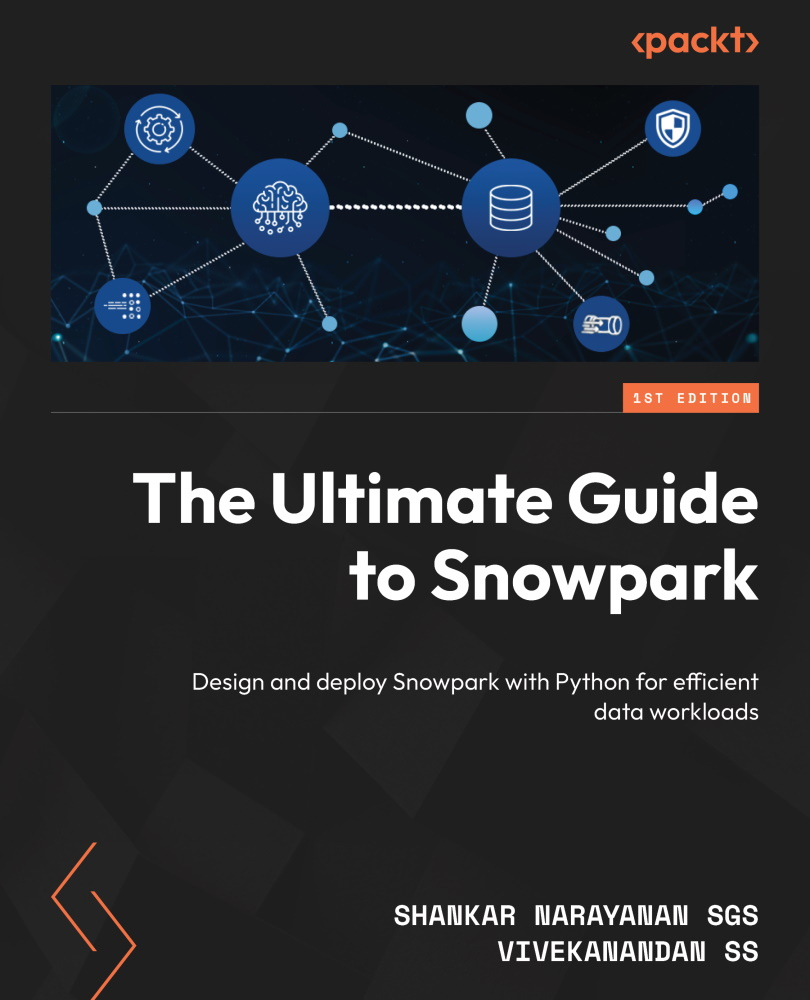 <packt>
1ST EDITION
The Ultimate Guide
to Snowpark
Design and deploy Snowpark with Python for efficient
data workloads
SHANKAR NARAYANAN SGS
VIVEKANANDAN SS